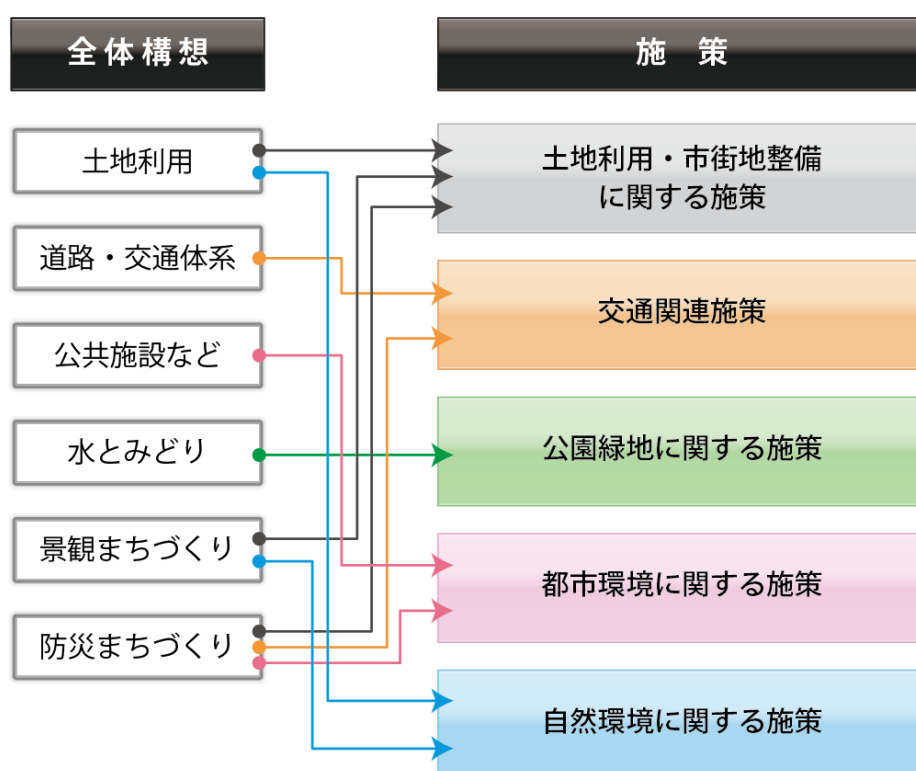 全体構想
施策
土地利用
道路・交通体系
公共施設など
水とみどり
景観まちづくり
防災まちづくり
土地利用・市街地整備
に関する施策
交通関連施策
公園緑地に関する施策
都市環境に関する施策
自然環境に関する施策